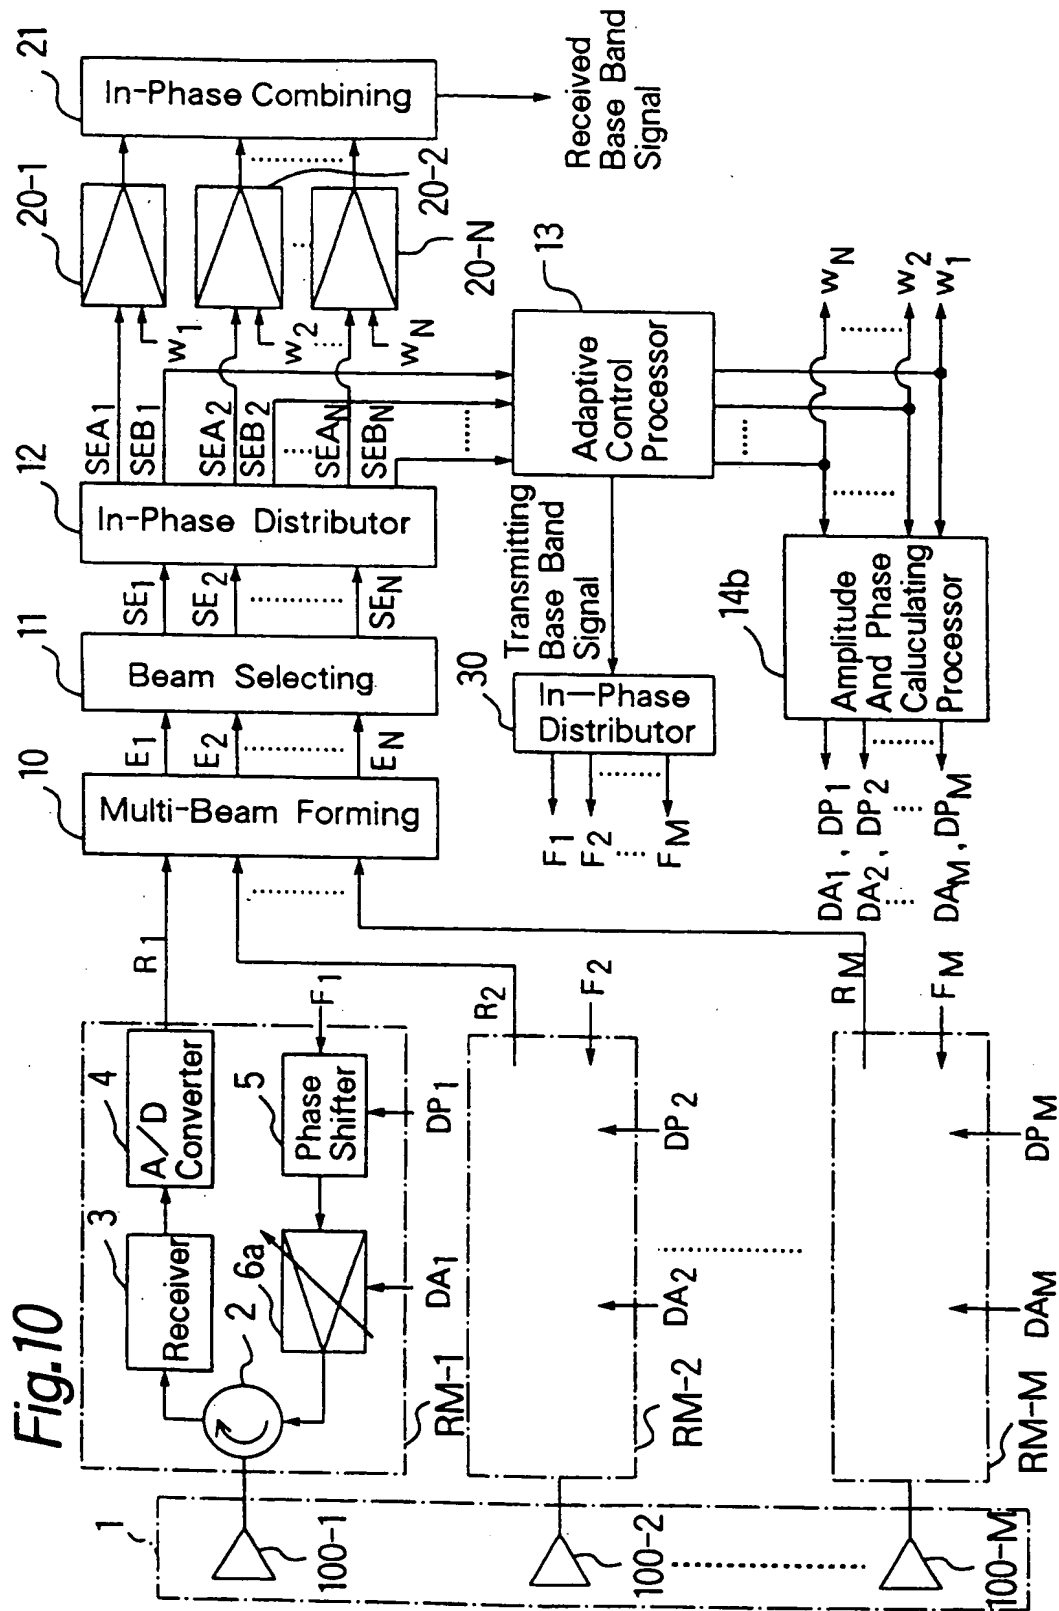 Fig.10
1
100-1
100-2
100-M
RM-1
2
3
Receiver
4
A/D
Converter
5
Phase
Shifter
6a
DA1
DP1
F1
R1
RM-2
DA2
DP2
R2
F2
RM-M
DAM
DPM
RM
FM
10
Multi-Beam Forming
E1
E2
EN
11
Beam Selecting
SE1
SE2
SEN
12
In-Phase Distributor
SEA1
SEB1
SEA2
SEB2
SEAN
SEBN
20-1
w1
20-2
w2
20-N
wN
21
In-Phase Combining
Received
Base Band
Signal
13
Adaptive
Control
Processor
Transmitting
Base Band
Signal
30
In-Phase
Distributor
F1
F2
FM
14b
Amplitude
And Phase
Caluculating
Processor
wN
w2
w1
DA1, DP1
DA2, DP2
DAM, DPM